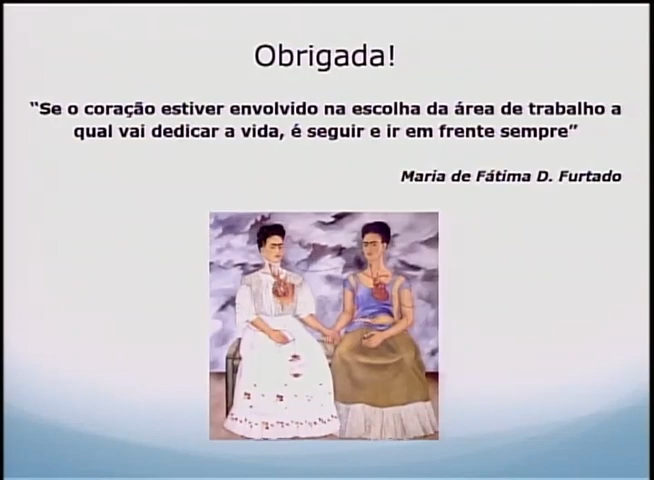 Obrigada!
“Se o coração estiver envolvido na escolha da área de trabalho a
qual vai dedicar a vida, é seguir e ir em frente sempre”
Maria de Fátima D. Furtado